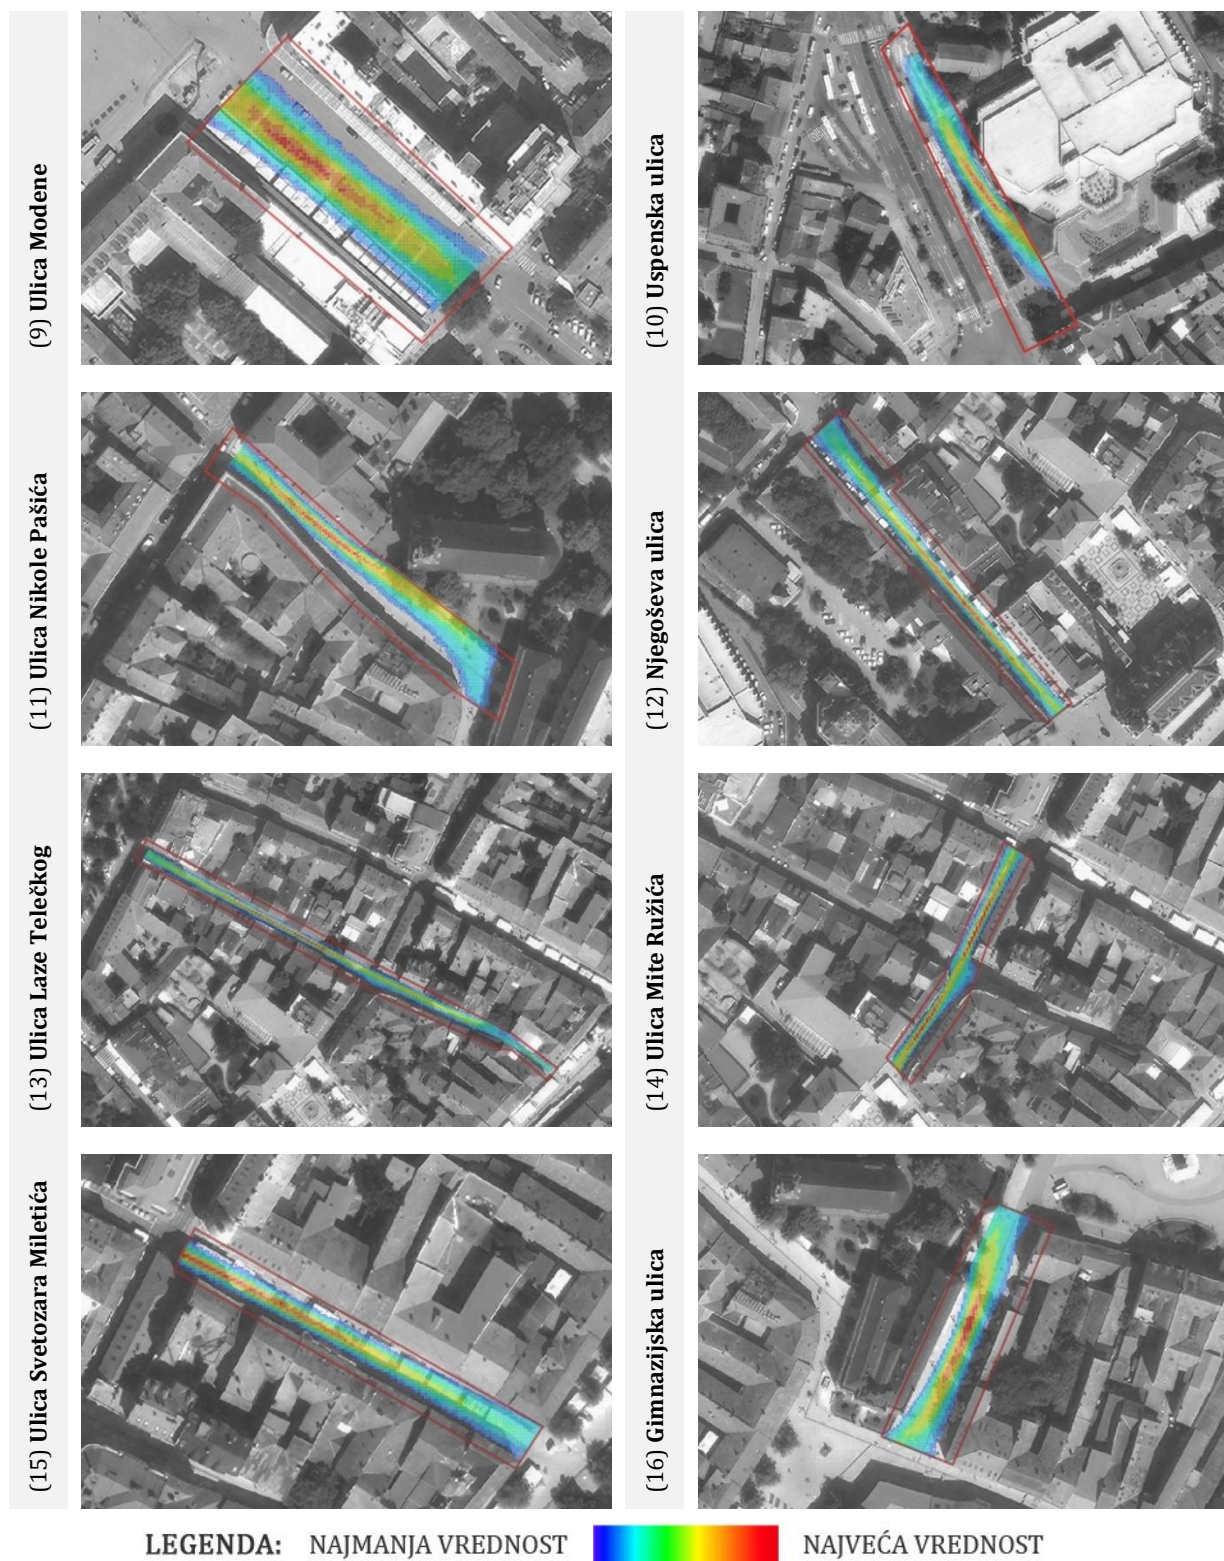 (9) Ulica Modene
(10) Uspenska ulica
(11) Ulica Nikole Pašića
(12) Njegoševa ulica
(13) Ulica Laze Telečkog
(14) Ulica Mite Ružića
(15) Ulica Svetozara Miletića
(16) Gimnazijska ulica
LEGENDA: NAJMANJA VREDNOST NAJVEĆA VREDNOST